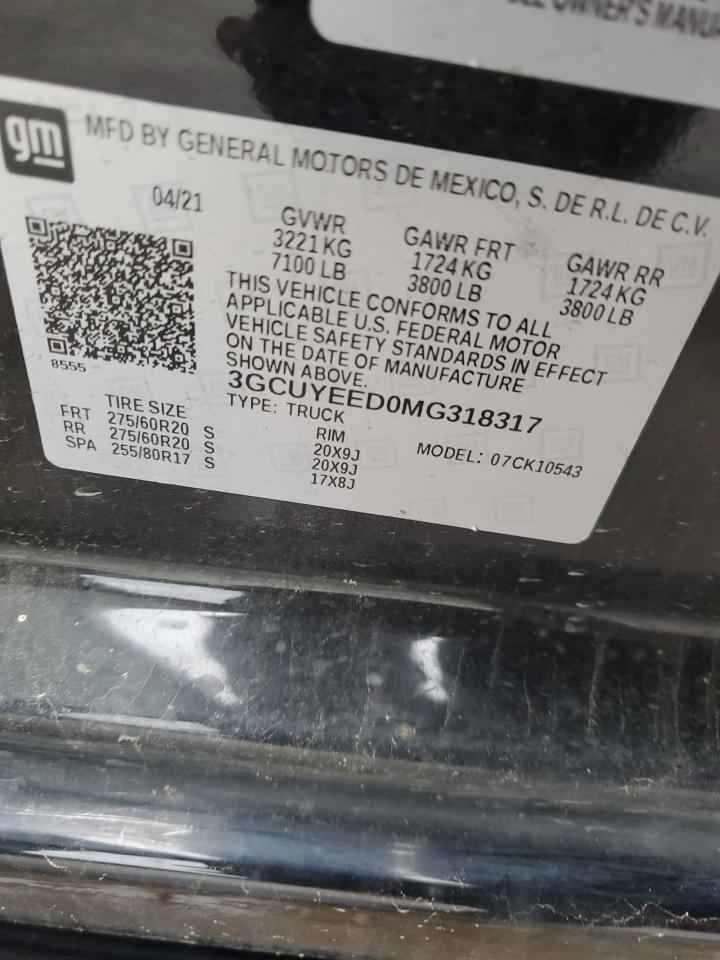 OWNER'S MANUAL
gm
MFD BY GENERAL MOTORS DE MEXICO, S. DE R.L. DE C.V.
04/21
GVWR
3221 KG
7100 LB
GAWR FRT
1724 KG
3800 LB
GAWR RR
1724 KG
3800 LB
THIS VEHICLE CONFORMS TO ALL
APPLICABLE U.S. FEDERAL MOTOR
VEHICLE SAFETY STANDARDS IN EFFECT
ON THE DATE OF MANUFACTURE
SHOWN ABOVE.
8555
3GCUYEED0MG318317
TYPE: TRUCK
MODEL: 07CK10543
TIRE SIZE
RIM
FRT 275/60R20 S 20X9J
RR 275/60R20 S 20X9J
SPA 255/80R17 S 17X8J